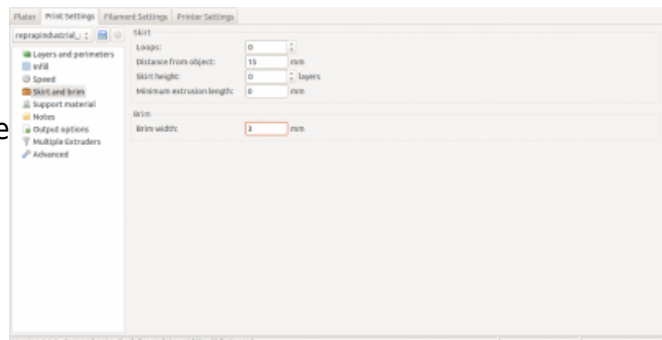 Plater Print Settings Filament Settings Printer Settings
reprapindustrial_
Layers and perimeters
Infill
Speed
Skirt and brim
Support material
Notes
Output options
Multiple Extruders
Advanced
Skirt
Loops: 0
Distance from object: 15 mm
Skirt height: 0 layers
Minimum extrusion length: 0 mm
Brim
Brim width: 3 mm
e